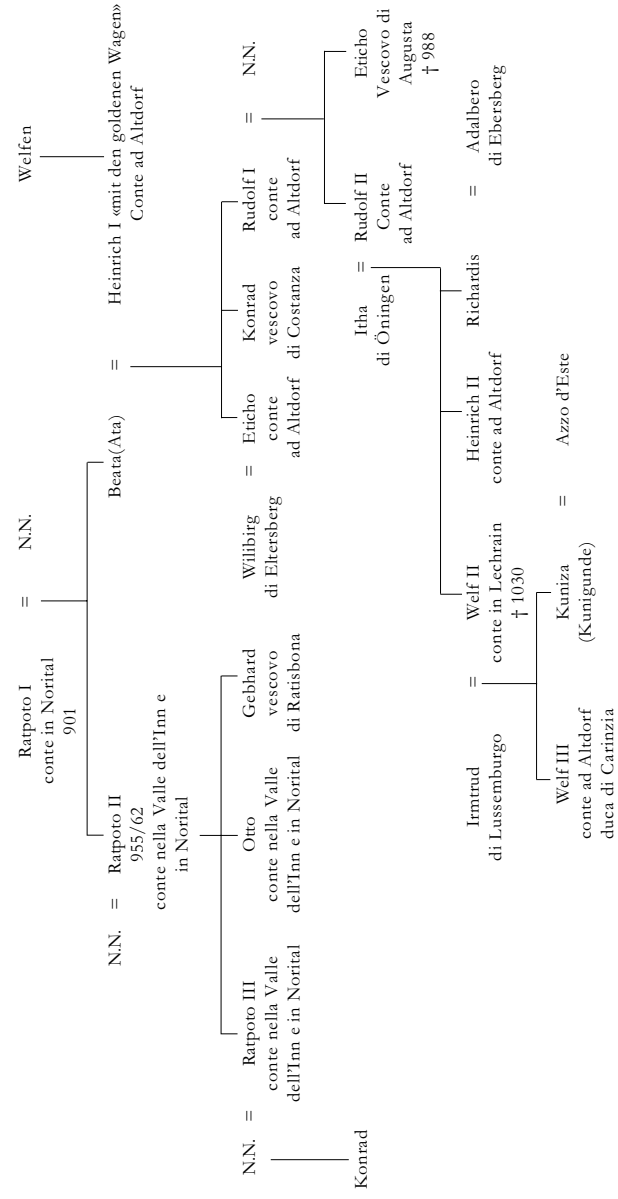 Welfen
Ratpoto I
conte in Norital
901
=
N.N.
N.N.
=
Ratpoto II
955/62
conte nella Valle dell'Inn e
in Norital
Beata(Ata)
=
Heinrich I «mit den goldenen Wagen»
Conte ad Altdorf
N.N.
=
Ratpoto III
conte nella Valle
dell'Inn e in Norital
Otto
conte nella Valle
dell'Inn e in Norital
Gebhard
vescovo
di Ratisbona
Wilibirg
di Eltersberg
=
Eticho
conte
ad Altdorf
Konrad
vescovo
di Costanza
Rudolf I
conte
ad Altdorf
=
N.N.
Konrad
Itha
di Öningen
=
Rudolf II
Conte
ad Altdorf
Eticho
Vescovo di
Augusta
† 988
Irmtrud
di Lussemburgo
=
Welf II
conte in Lechrain
† 1030
Heinrich II
conte ad Altdorf
Richardis
=
Adalbero
di Ebersberg
Welf III
conte ad Altdorf
duca di Carinzia
Kuniza
(Kunigunde)
=
Azzo d'Este